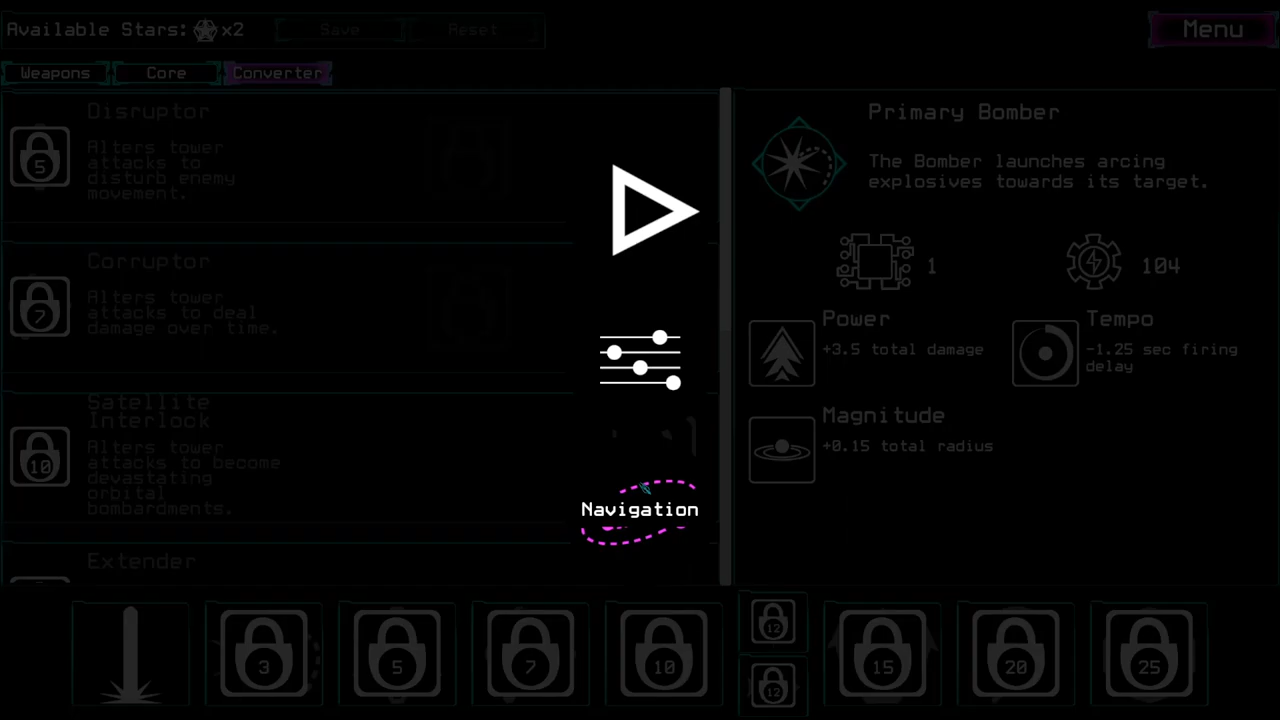 Available Stars: x2
Save
Reset
Menu
Weapons
Core
Converter
Disruptor
5
Alters tower
attacks to
disturb enemy
movement.
Corruptor
7
Alters tower
attacks to deal
damage over time.
Satellite
Interlock
10
Alters tower
attacks to become
devastating
orbital
bombardments.
Extender
Navigation
Primary Bomber
The Bomber launches arcing
explosives towards its target.
1
104
Power
+3.5 total damage
Tempo
-1.25 sec firing
delay
Magnitude
+0.15 total radius
3
5
7
10
12
12
15
20
25